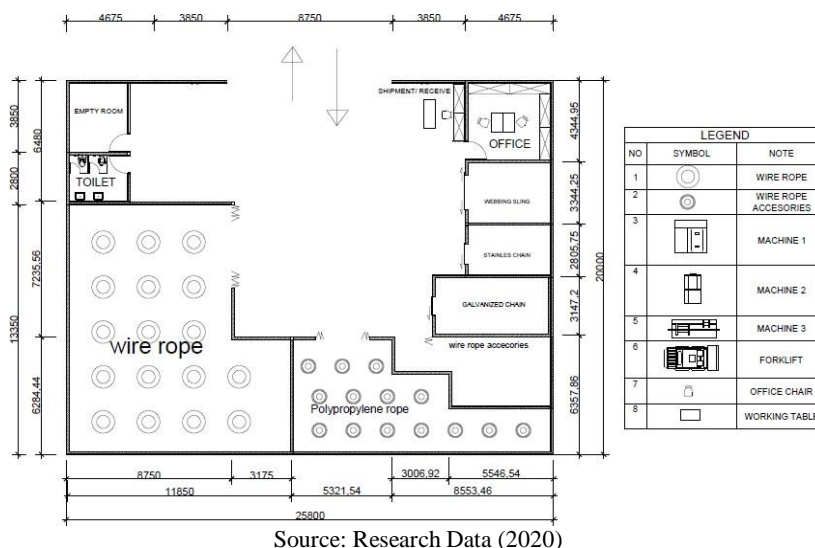 4675 3850 8750 3850 4675
EMPTY ROOM
SHIPMENT/ RECEIVE
OFFICE
TOILET
WEBBING SLING
STAINLES CHAIN
GALVANIZED CHAIN
wire rope accecories
wire rope
Polypropylene rope
3850
2800
13350
6480
7235,56
6284,44
4344,95
3344,25
2805,75
3147,2
6357,86
20000
8750 3175 3006,92 5546,54
11850 5321,54 8553,46
25800
LEGEND
NO SYMBOL NOTE
1 WIRE ROPE
2 WIRE ROPE
ACCESORIES
3 MACHINE 1
4 MACHINE 2
5 MACHINE 3
6 FORKLIFT
7 OFFICE CHAIR
8 WORKING TABLE
Source: Research Data (2020)